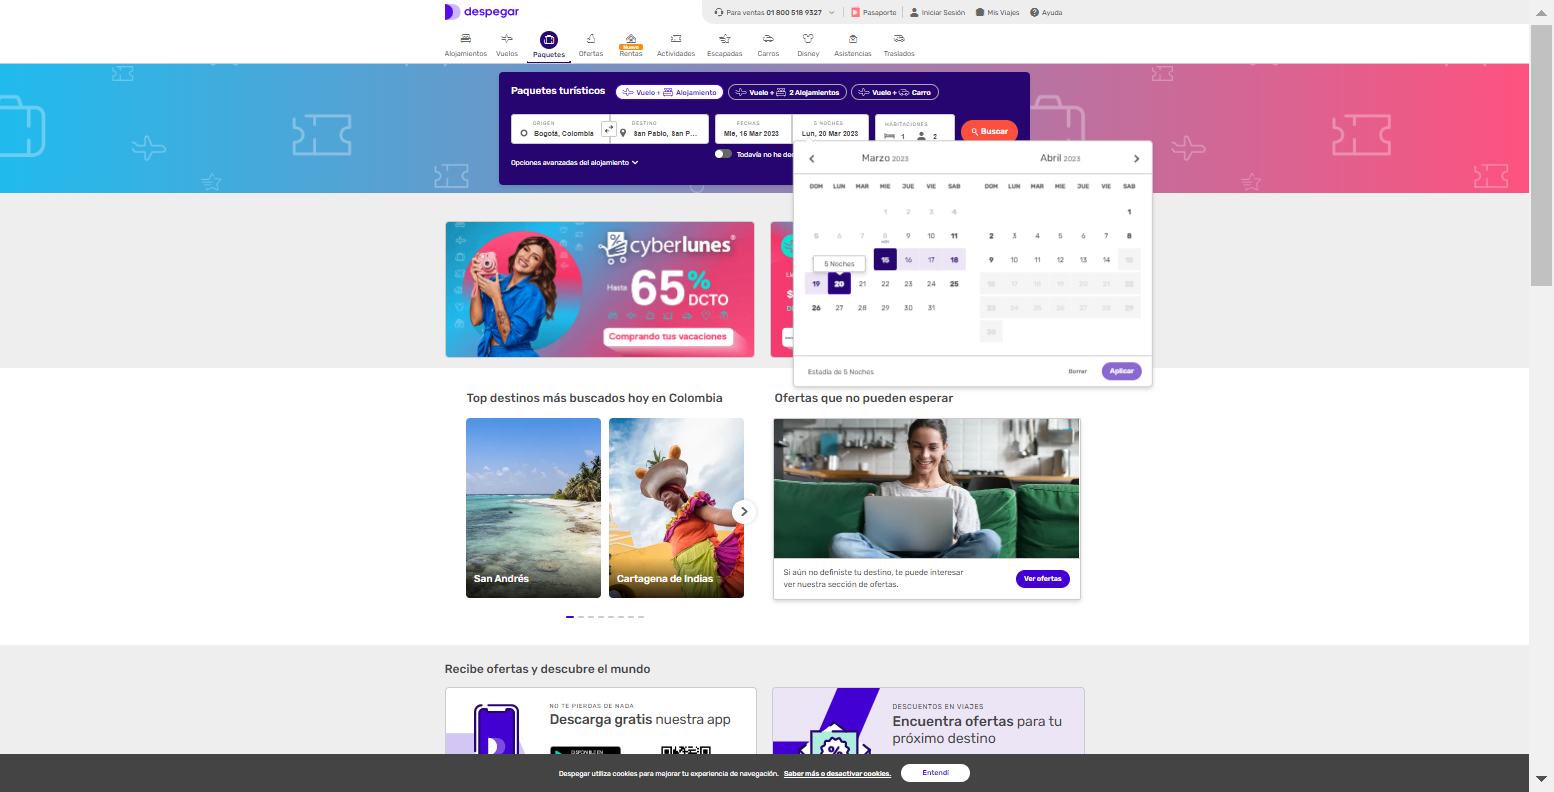 despegar
Para ventas 01 800 518 9327
Pasaporte
Iniciar Sesión
Mis Viajes
Ayuda
Alojamientos
Vuelos
Paquetes
Ofertas
Nuevo
Rentas
Actividades
Escapadas
Carros
Disney
Asistencias
Traslados
Paquetes turísticos
Vuelo + Alojamiento
Vuelo + 2 Alojamientos
Vuelo + Carro
ORIGEN
Bogotá, Colombia
DESTINO
San Pablo, San P...
FECHAS
Mie, 15 Mar 2023
5 NOCHES
Lun, 20 Mar 2023
HABITACIONES
1 2
Buscar
Opciones avanzadas del alojamiento
Todavía no he dec
Marzo 2023
DOM LUN MAR MIE JUE VIE SAB
1 2 3 4
5 6 7 8 9 10 11
HOY
15 16 17 18
5 Noches
19 20 21 22 23 24 25
26 27 28 29 30 31
Abril 2023
DOM LUN MAR MIE JUE VIE SAB
1
2 3 4 5 6 7 8
9 10 11 12 13 14 15
16 17 18 19 20 21 22
23 24 25 26 27 28 29
30
Estadía de 5 Noches
Borrar
Aplicar
cyberlunes®
Hasta 65% DCTO
Comprando tus vacaciones
Top destinos más buscados hoy en Colombia
San Andrés
Cartagena de Indias
Ofertas que no pueden esperar
Si aún no definiste tu destino, te puede interesar
ver nuestra sección de ofertas.
Ver ofertas
Recibe ofertas y descubre el mundo
NO TE PIERDAS DE NADA
Descarga gratis nuestra app
DISPONIBLE EN
DESCUENTOS EN VIAJES
Encuentra ofertas para tu
próximo destino
Despegar utiliza cookies para mejorar tu experiencia de navegación. Saber más o desactivar cookies.
Entendí